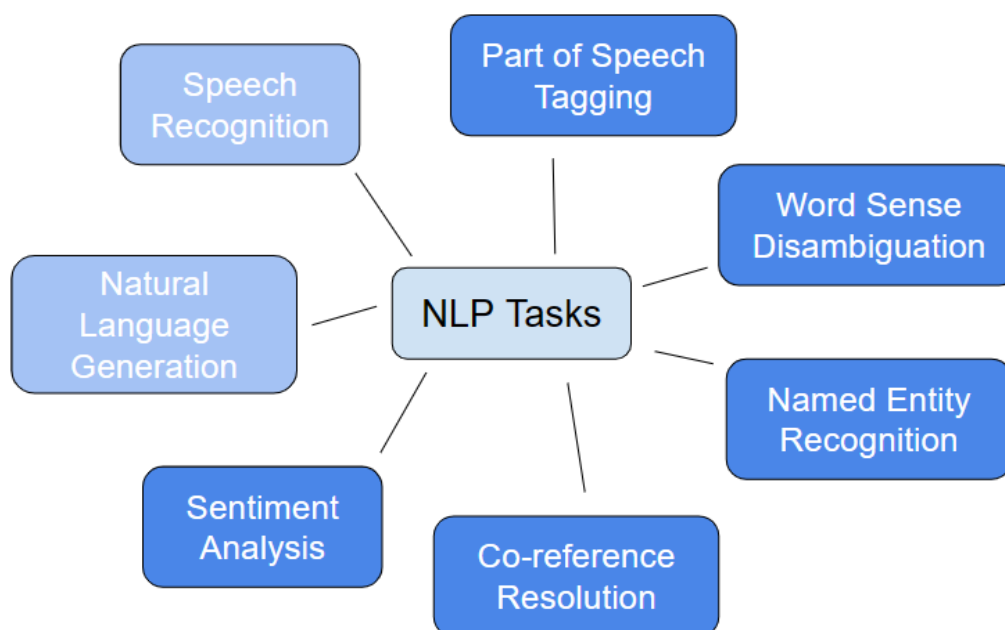 Speech
Recognition
Part of Speech
Tagging
Word Sense
Disambiguation
Natural
Language
Generation
NLP Tasks
Named Entity
Recognition
Sentiment
Analysis
Co-reference
Resolution